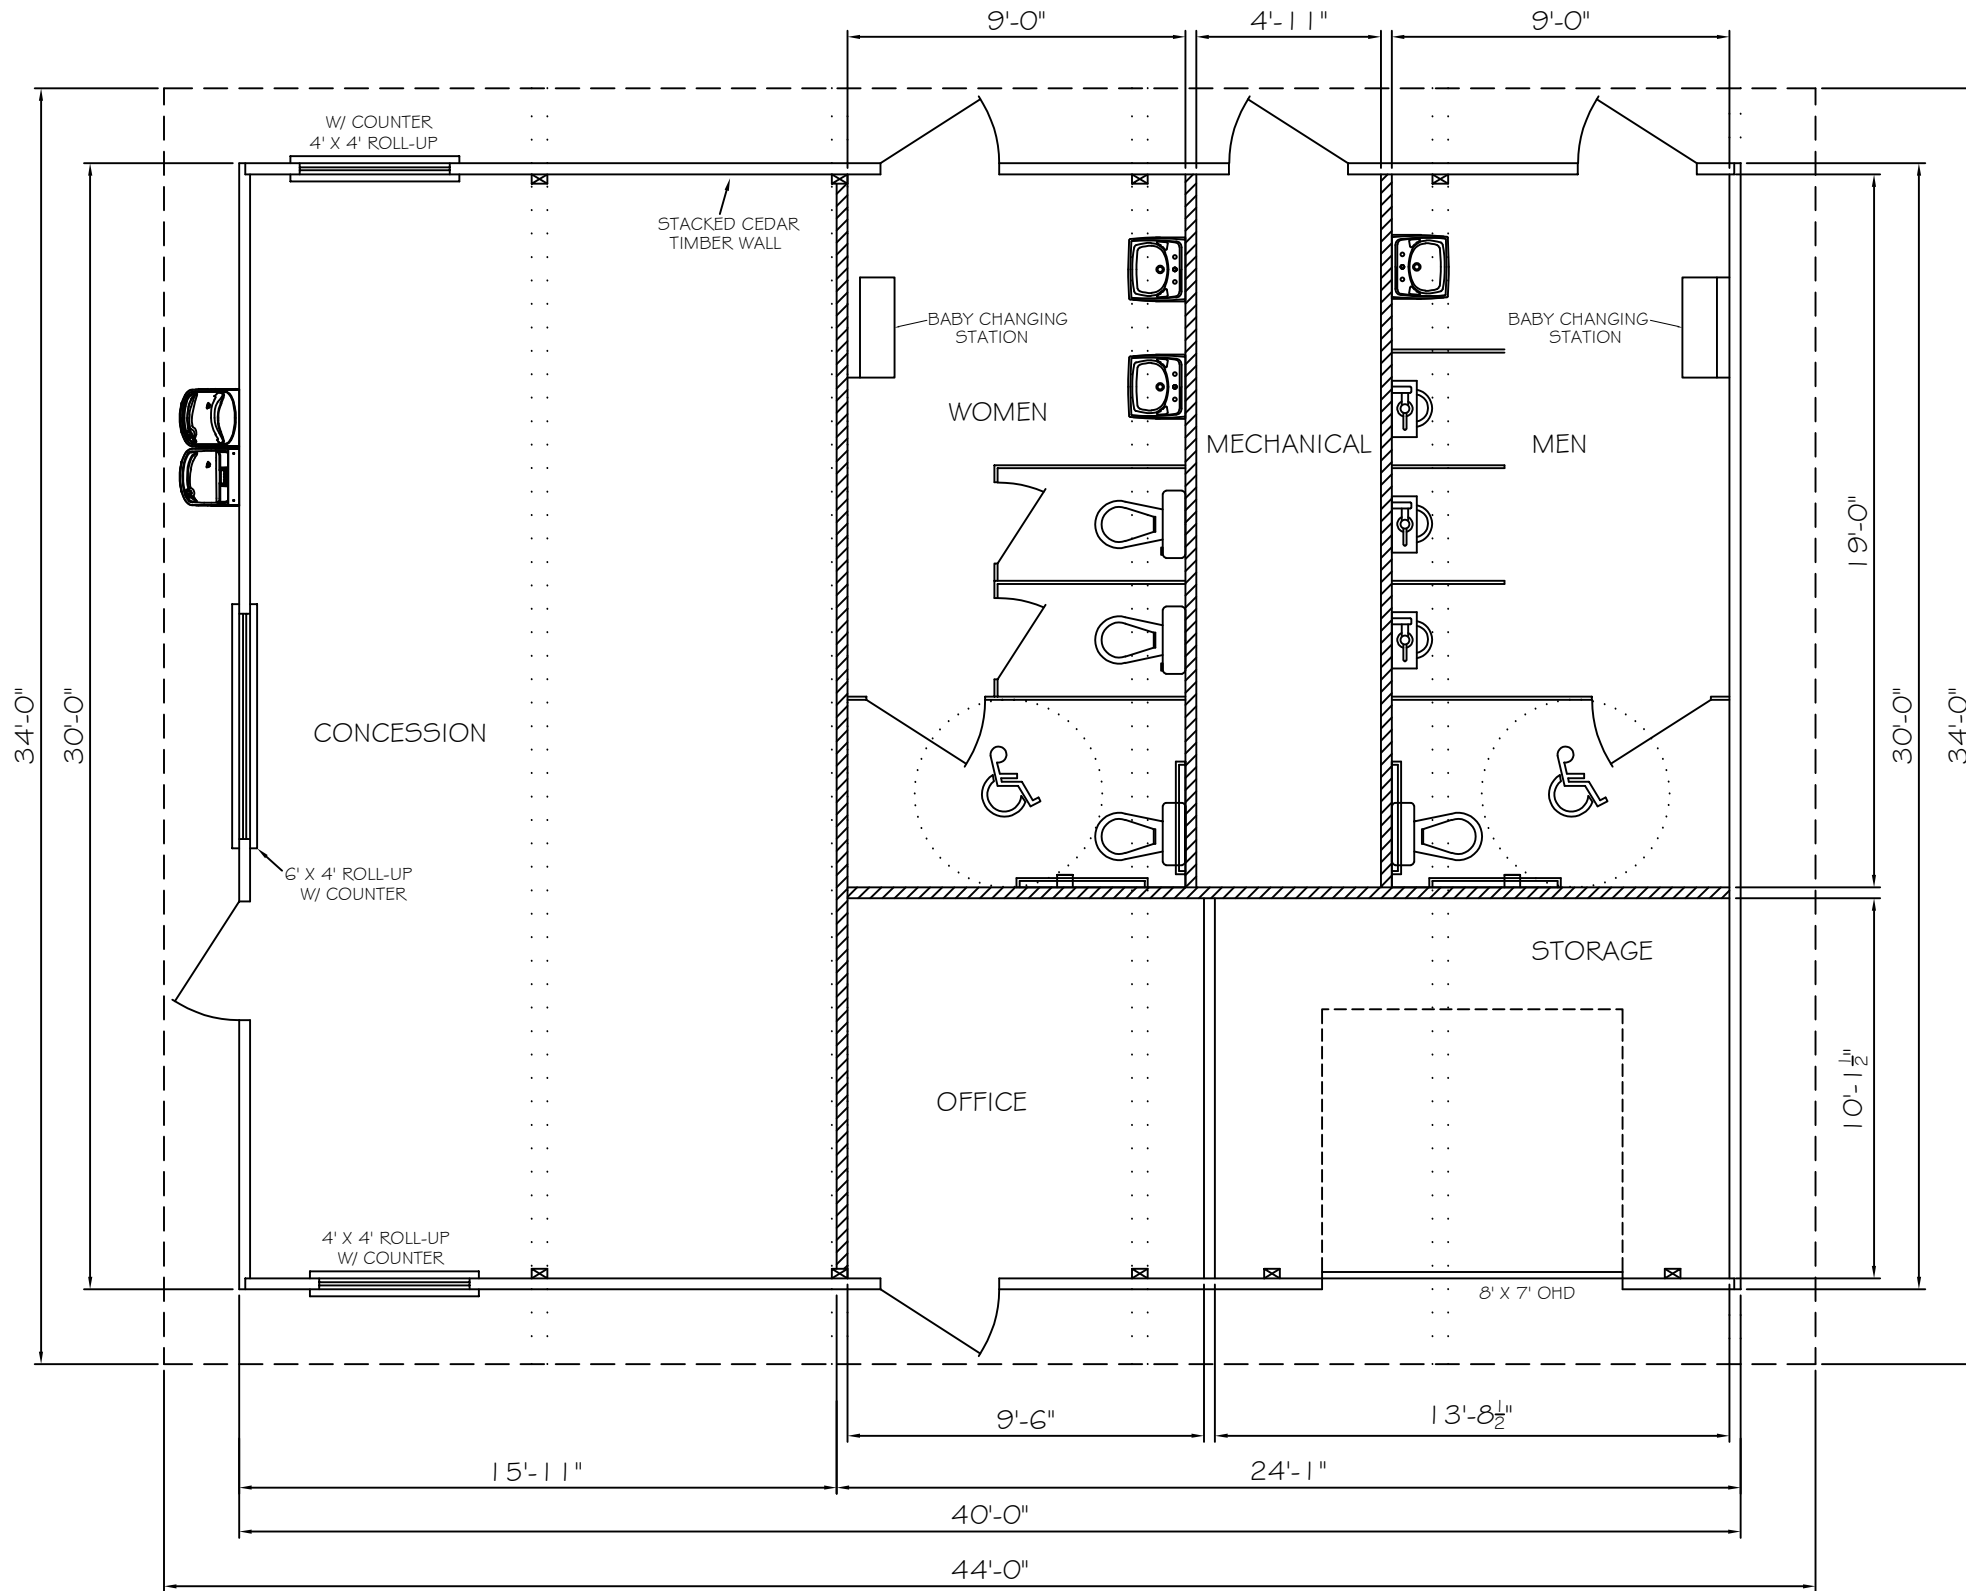 9'-0"
4'-11"
9'-0"
W/ COUNTER
4' X 4' ROLL-UP
STACKED CEDAR
TIMBER WALL
BABY CHANGING
STATION
BABY CHANGING
STATION
WOMEN
MECHANICAL
MEN
19'-0"
34'-0"
30'-0"
CONCESSION
30'-0"
34'-0"
6' X 4' ROLL-UP
W/ COUNTER
STORAGE
OFFICE
10'-1½"
4' X 4' ROLL-UP
W/ COUNTER
8' X 7' OHD
9'-6"
13'-8½"
15'-11"
24'-1"
40'-0"
44'-0"